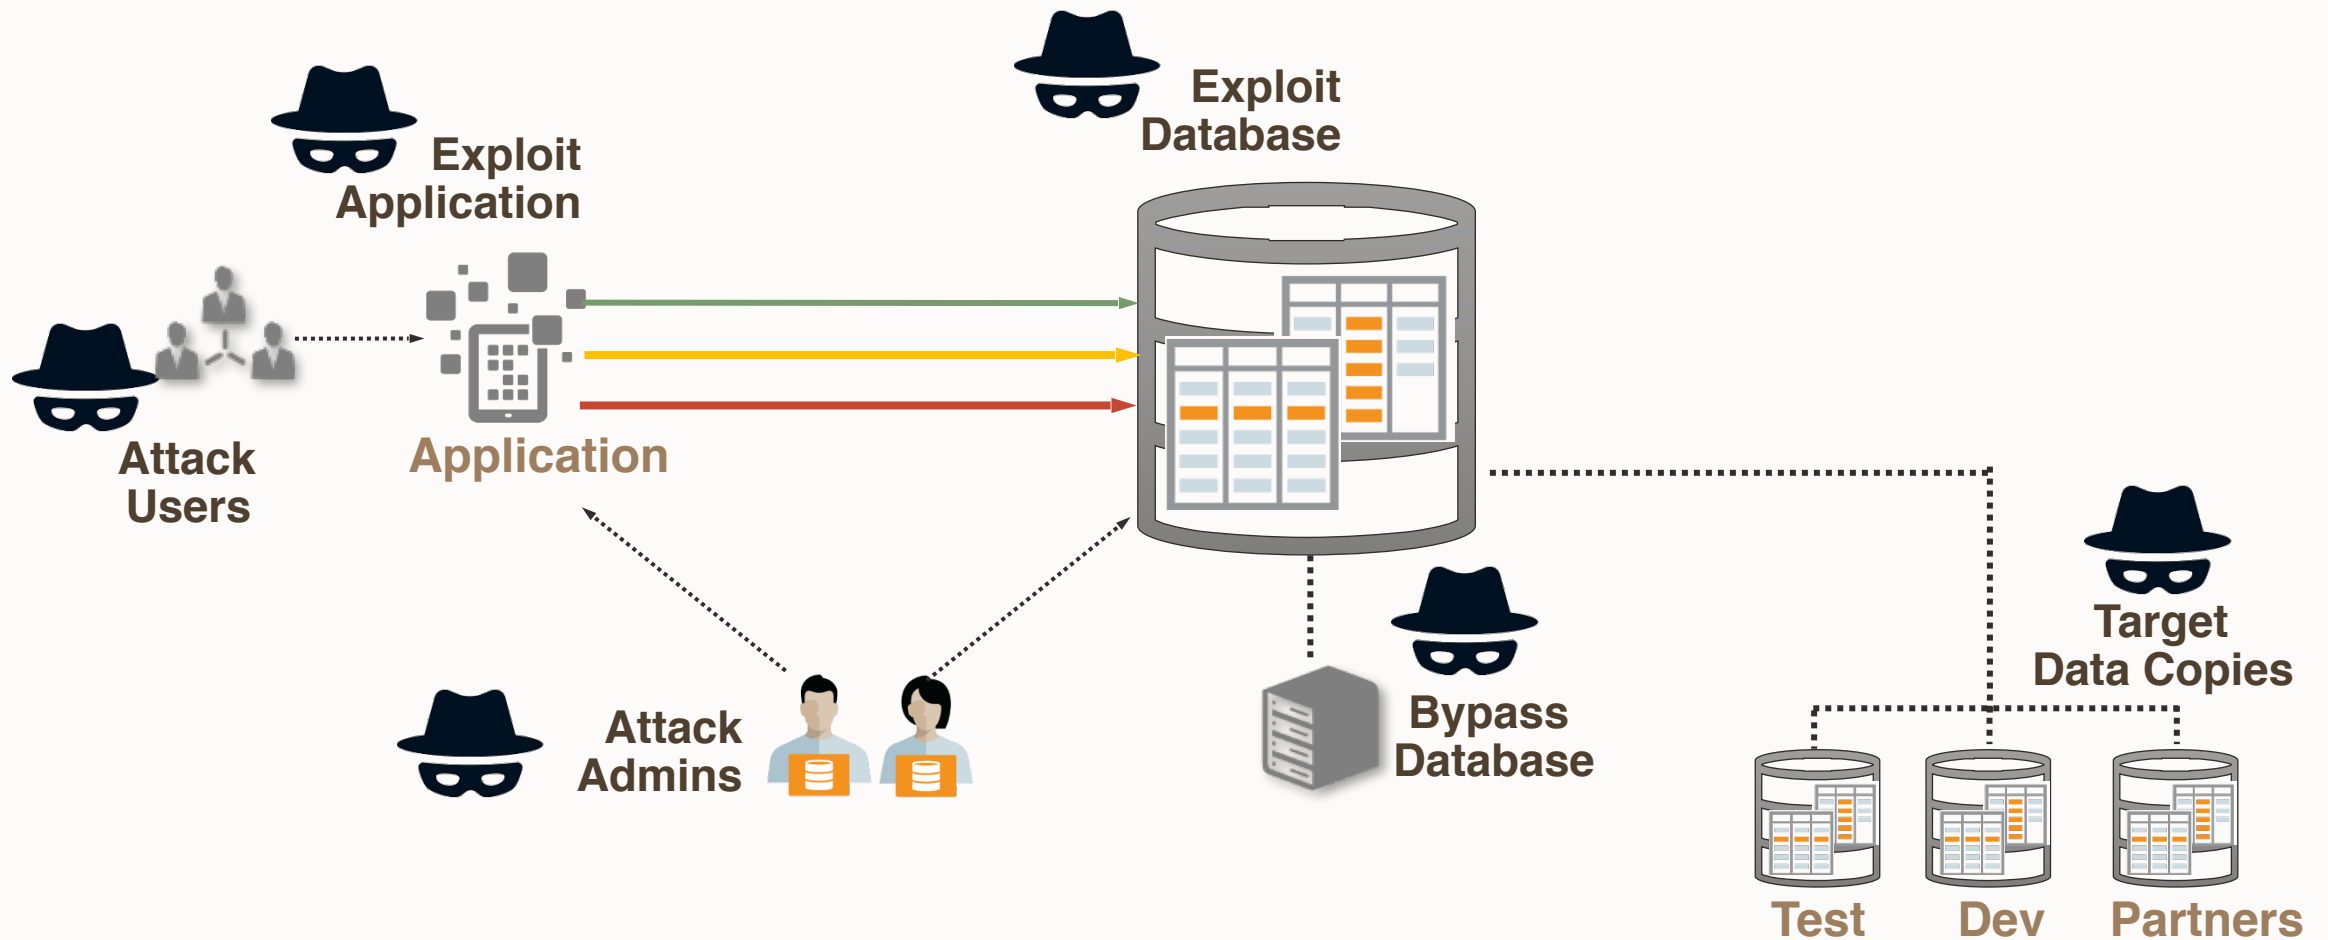 Exploit
Database
Exploit
Application
Attack
Users
Application
Target
Data Copies
Attack
Admins
Bypass
Database
Test
Dev
Partners